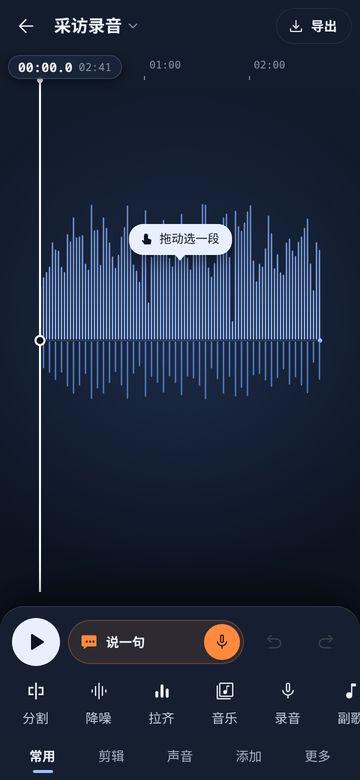 采访录音
导出
00:00.0 02:41
01:00
02:00
拖动选一段
说一句
分割
降噪
拉齐
音乐
录音
副歌
常用
剪辑
声音
添加
更多